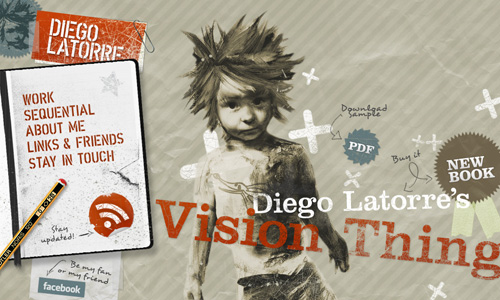 DIEGO
LATORRE
WORK
SEQUENTIAL
ABOUT ME
LINKS & FRIENDS
STAY IN TOUCH
Stay
updated!
Be my fan
or my friend
facebook
Download
Sample
PDF
Buy it
NEW
BOOK
Diego Latorre's
Vision Thing